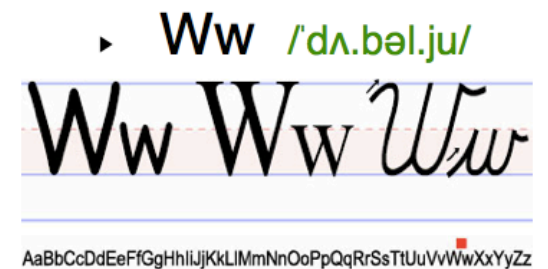 Ww /ˈdʌ.bəl.ju/
Ww Ww Ww
AaBbCcDdEeFfGgHhIiJjKkLlMmNnOoPpQqRrSsTtUuVvWwXxYyZz